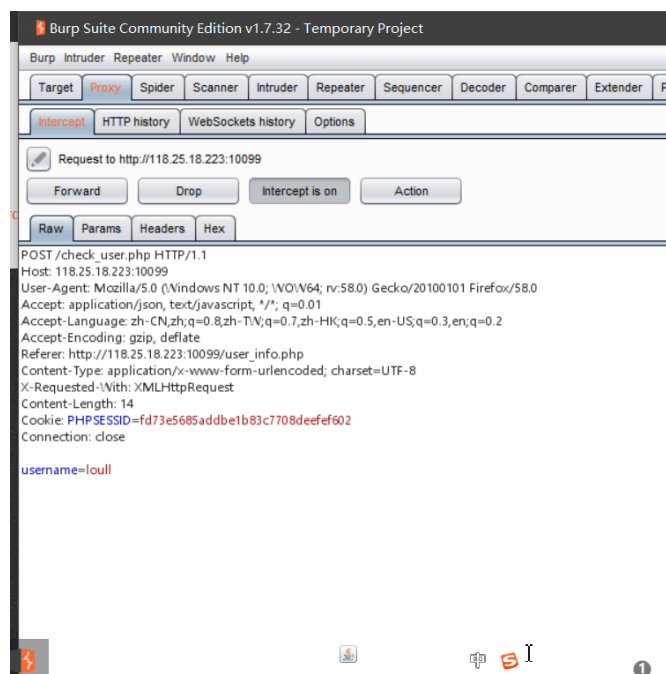 Burp Suite Community Edition v1.7.32 - Temporary Project
Burp Intruder Repeater Window Help
Target Proxy Spider Scanner Intruder Repeater Sequencer Decoder Comparer Extender
Intercept HTTP history WebSockets history Options
Request to http://118.25.18.223:10099
Forward Drop Intercept is on Action
Raw Params Headers Hex
POST /check_user.php HTTP/1.1
Host: 118.25.18.223:10099
User-Agent: Mozilla/5.0 (Windows NT 10.0; WOW64; rv:58.0) Gecko/20100101 Firefox/58.0
Accept: application/json, text/javascript, */*; q=0.01
Accept-Language: zh-CN,zh;q=0.8,zh-TW;q=0.7,zh-HK;q=0.5,en-US;q=0.3,en;q=0.2
Accept-Encoding: gzip, deflate
Referer: http://118.25.18.223:10099/user_info.php
Content-Type: application/x-www-form-urlencoded; charset=UTF-8
X-Requested-With: XMLHttpRequest
Content-Length: 14
Cookie: PHPSESSID=fd73e5685addbe1b83c7708deefef602
Connection: close
username=loull
中
1